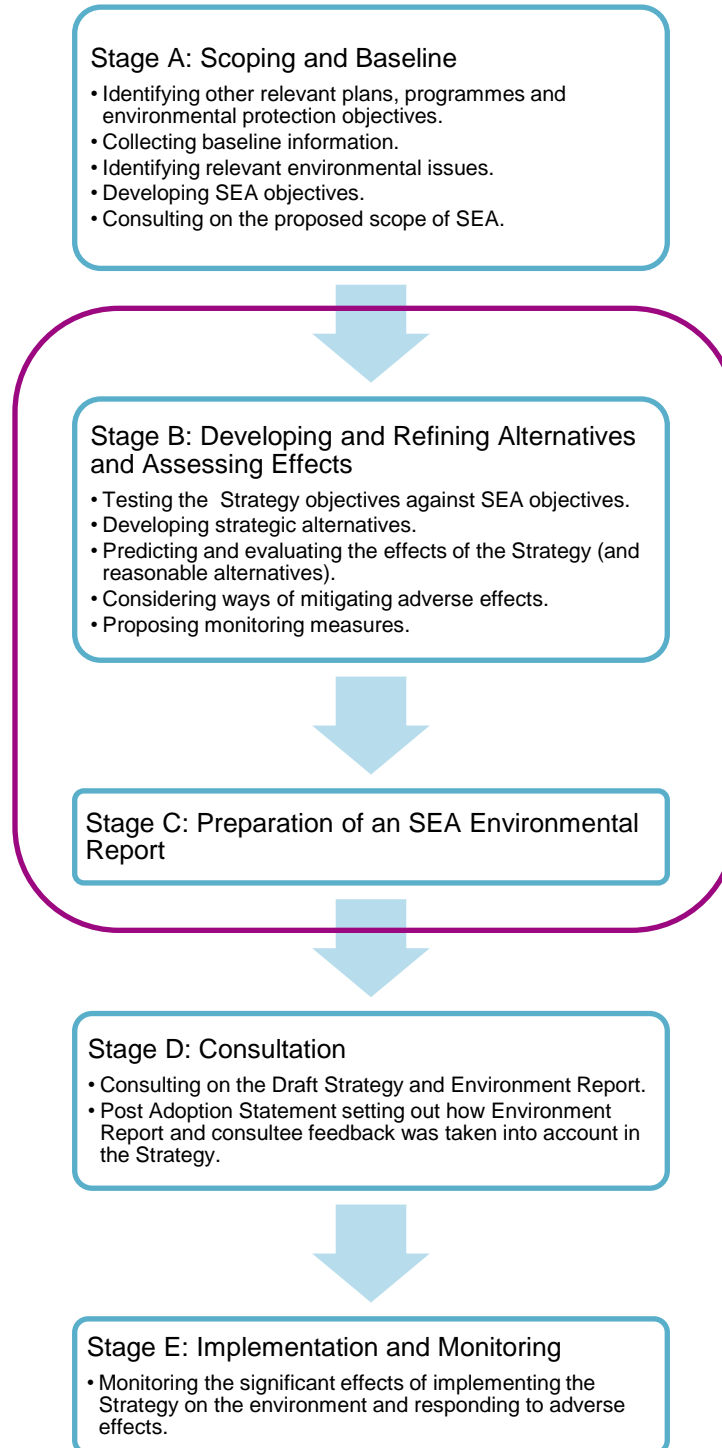 Stage A: Scoping and Baseline
• Identifying other relevant plans, programmes and
environmental protection objectives.
• Collecting baseline information.
• Identifying relevant environmental issues.
• Developing SEA objectives.
• Consulting on the proposed scope of SEA.
Stage B: Developing and Refining Alternatives
and Assessing Effects
• Testing the Strategy objectives against SEA objectives.
• Developing strategic alternatives.
• Predicting and evaluating the effects of the Strategy (and
reasonable alternatives).
• Considering ways of mitigating adverse effects.
• Proposing monitoring measures.
Stage C: Preparation of an SEA Environmental
Report
Stage D: Consultation
• Consulting on the Draft Strategy and Environment Report.
• Post Adoption Statement setting out how Environment
Report and consultee feedback was taken into account in
the Strategy.
Stage E: Implementation and Monitoring
• Monitoring the significant effects of implementing the
Strategy on the environment and responding to adverse
effects.